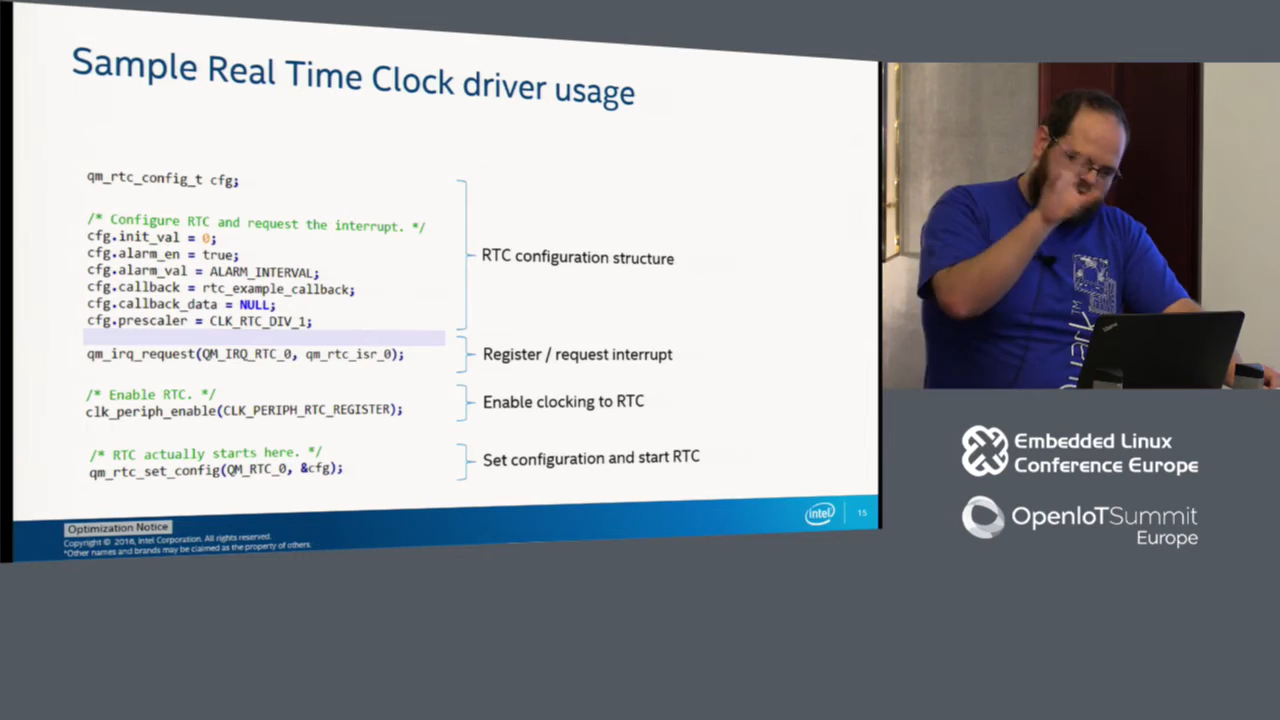 Sample Real Time Clock driver usage
qm_rtc_config_t cfg;
/* Configure RTC and request the interrupt. */
cfg.init_val = 0;
cfg.alarm_en = true;
cfg.alarm_val = ALARM_INTERVAL;
cfg.callback = rtc_example_callback;
cfg.callback_data = NULL;
cfg.prescaler = CLK_RTC_DIV_1;
RTC configuration structure
qm_irq_request(QM_IRQ_RTC_0, qm_rtc_isr_0);
Register / request interrupt
/* Enable RTC. */
clk_periph_enable(CLK_PERIPH_RTC_REGISTER);
Enable clocking to RTC
/* RTC actually starts here. */
qm_rtc_set_config(QM_RTC_0, &cfg);
Set configuration and start RTC
Optimization Notice
Copyright © 2016, Intel Corporation. All rights reserved.
*Other names and brands may be claimed as the property of others.
intel
15
Embedded Linux
Conference Europe
OpenIoTSummit
Europe